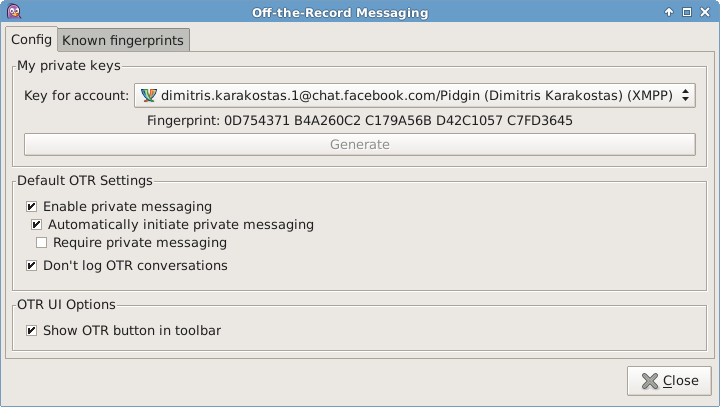 Off-the-Record Messaging
Config
Known fingerprints
My private keys
Key for account:
dimitris.karakostas.1@chat.facebook.com/Pidgin (Dimitris Karakostas) (XMPP)
Fingerprint: 0D754371 B4A260C2 C179A56B D42C1057 C7FD3645
Generate
Default OTR Settings
Enable private messaging
Automatically initiate private messaging
Require private messaging
Don't log OTR conversations
OTR UI Options
Show OTR button in toolbar
Close